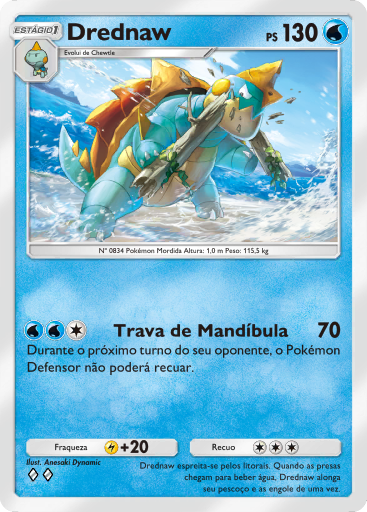 ESTÁGIO 1
Drednaw
PS 130
Evolui de Chewtle
Nº 0834 Pokémon Mordida Altura: 1,0 m Peso: 115,5 kg
Trava de Mandíbula 70
Durante o próximo turno do seu oponente, o Pokémon
Defensor não poderá recuar.
Fraqueza +20 Recuo
Ilust. Anesaki Dynamic
Drednaw espreita-se pelos litorais. Quando as presas
chegam para beber água, Drednaw alonga
seu pescoço e as engole de uma vez.